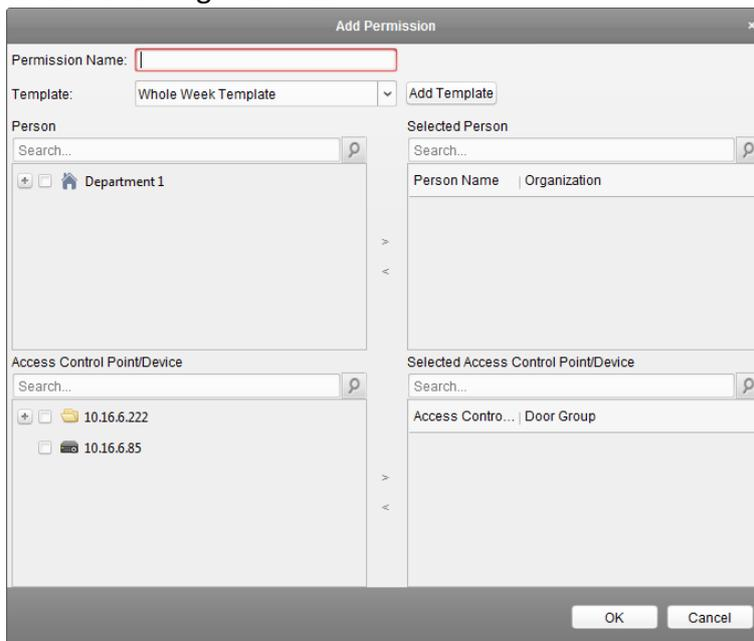 Add Permission
Permission Name:
Template: Whole Week Template Add Template
Person
Search...
Department 1
Selected Person
Search...
Person Name Organization
>
<
Access Control Point/Device
Search...
10.16.6.222
10.16.6.85
Selected Access Control Point/Device
Search...
Access Contro... Door Group
>
<
OK Cancel